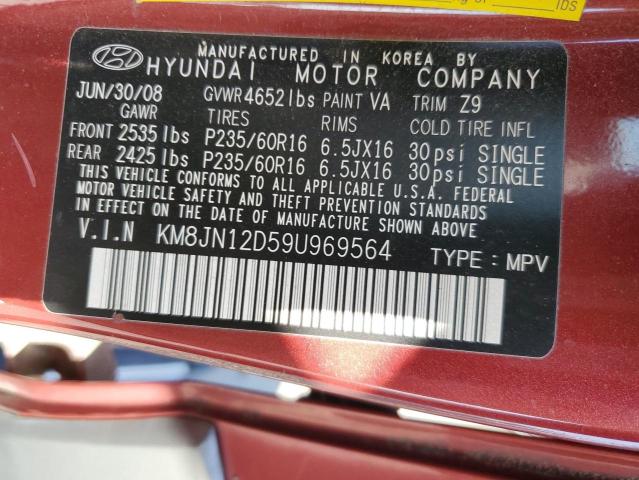 IDS
MANUFACTURED IN KOREA BY
HYUNDAI MOTOR COMPANY
JUN/30/08 GVWR 4652lbs PAINT VA TRIM Z9
GAWR TIRES RIMS COLD TIRE INFL
FRONT 2535 lbs P235/60R16 6.5JX16 30psi SINGLE
REAR 2425 lbs P235/60R16 6.5JX16 30psi SINGLE
THIS VEHICLE CONFORMS TO ALL APPLICABLE U.S.A. FEDERAL
MOTOR VEHICLE SAFETY AND THEFT PREVENTION STANDARDS
IN EFFECT ON THE DATE OF MANUFACTURE SHOWN ABOVE
V.I.N KM8JN12D59U969564 TYPE: MPV